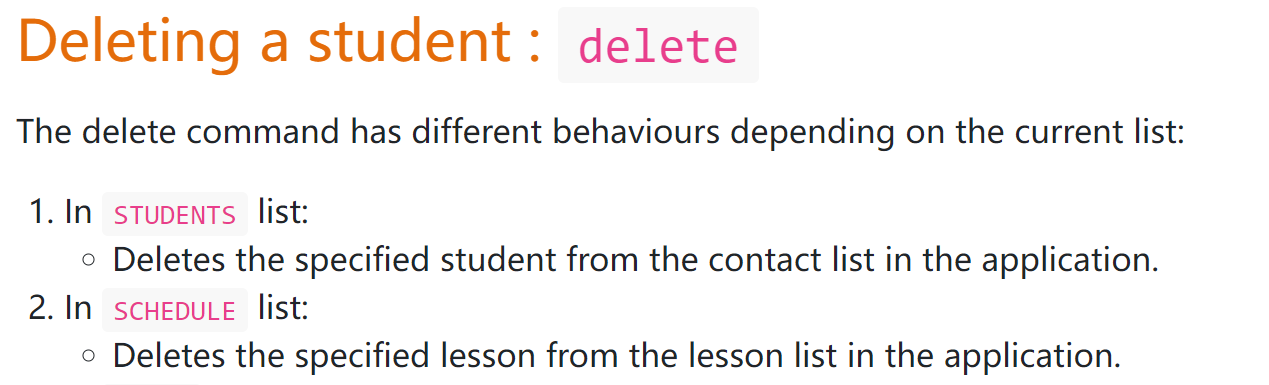 Deleting a student : delete
The delete command has different behaviours depending on the current list:
1. In STUDENTS list:
◦ Deletes the specified student from the contact list in the application.
2. In SCHEDULE list:
◦ Deletes the specified lesson from the lesson list in the application.